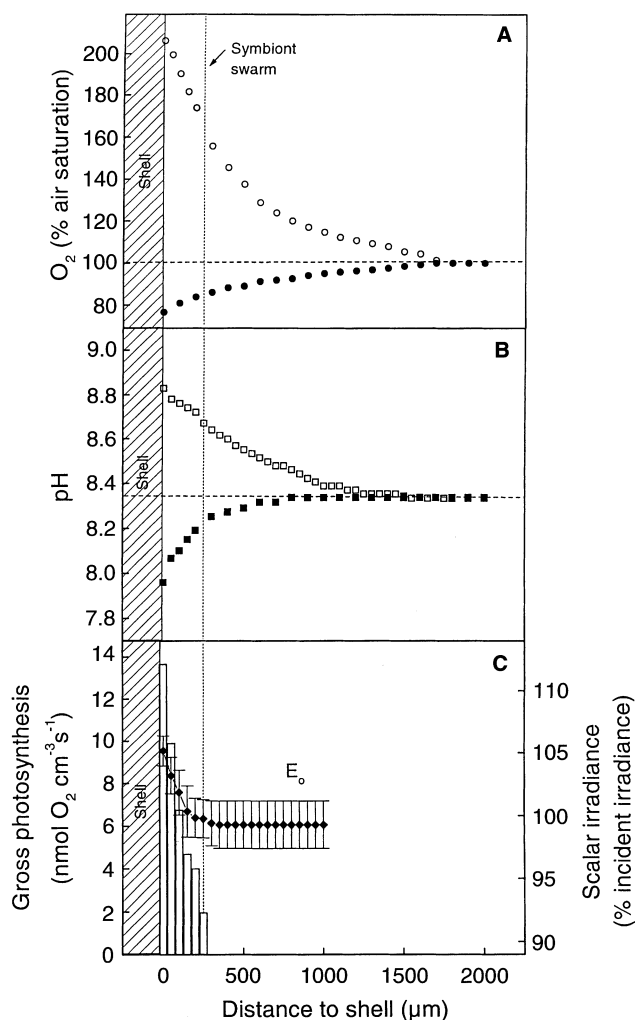 A
200
180
160
140
120
100
80
O2 (% air saturation)
Symbiont
swarm
Shell
B
9.0
8.8
8.6
8.4
8.2
8.0
7.8
pH
Shell
C
14
12
10
8
6
4
2
0
Gross photosynthesis
(nmol O2 cm-3s-1)
Shell
Eo
110
105
100
95
90
Scalar irradiance
(% incident irradiance)
0 500 1000 1500 2000
Distance to shell (μm)